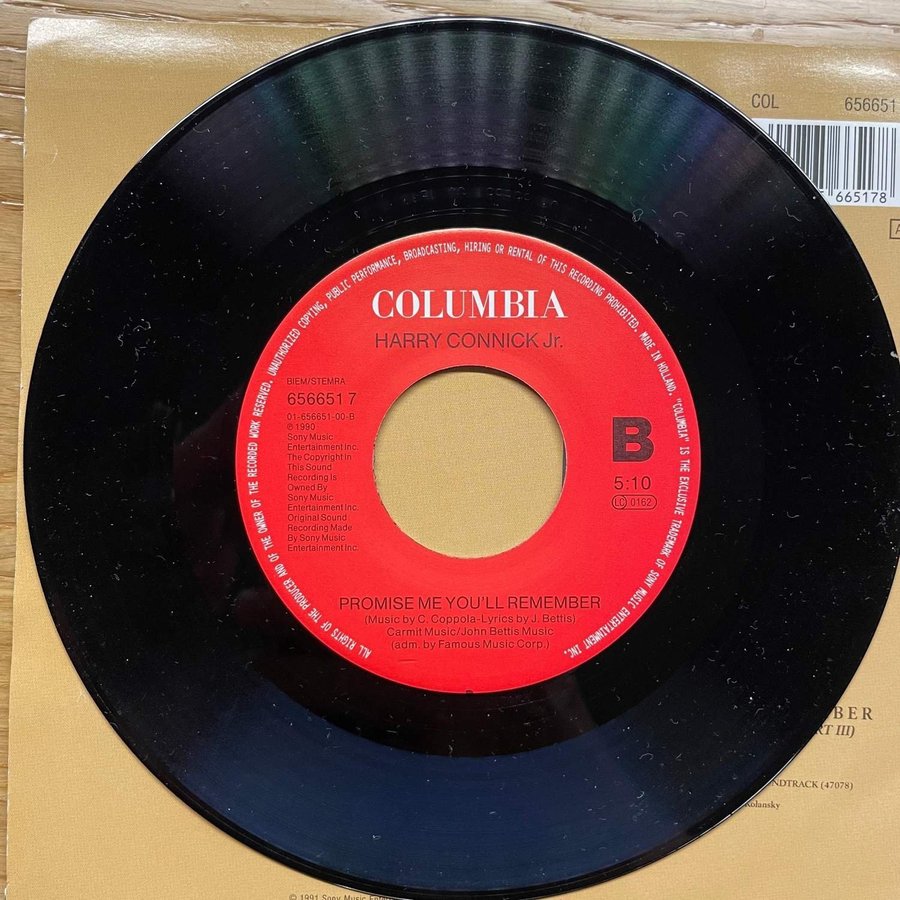 COL 656651
665178
ALL RIGHTS OF THE PRODUCER AND OF THE OWNER OF THE RECORDED WORK RESERVED. UNAUTHORIZED COPYING, PUBLIC PERFORMANCE, BROADCASTING, HIRING OR RENTAL OF THIS RECORDING PROHIBITED. MADE IN HOLLAND. "COLUMBIA" IS THE EXCLUSIVE TRADEMARK OF SONY MUSIC ENTERTAINMENT INC.
COLUMBIA
HARRY CONNICK Jr.
BIEM/STEMRA
656651 7
01-656651-00-B
℗ 1990
Sony Music
Entertainment Inc.
The Copyright In
This Sound
Recording Is
Owned By
Sony Music
Entertainment Inc.
Original Sound
Recording Made
By Sony Music
Entertainment Inc.
B
5:10
LC 0162
PROMISE ME YOU'LL REMEMBER
(Music by C. Coppola-Lyrics by J. Bettis)
Carmit Music/John Bettis Music
(adm. by Famous Music Corp.)
BER
RT III)
NDTRACK (47078)
Kolansky
© 1991 Sony Music